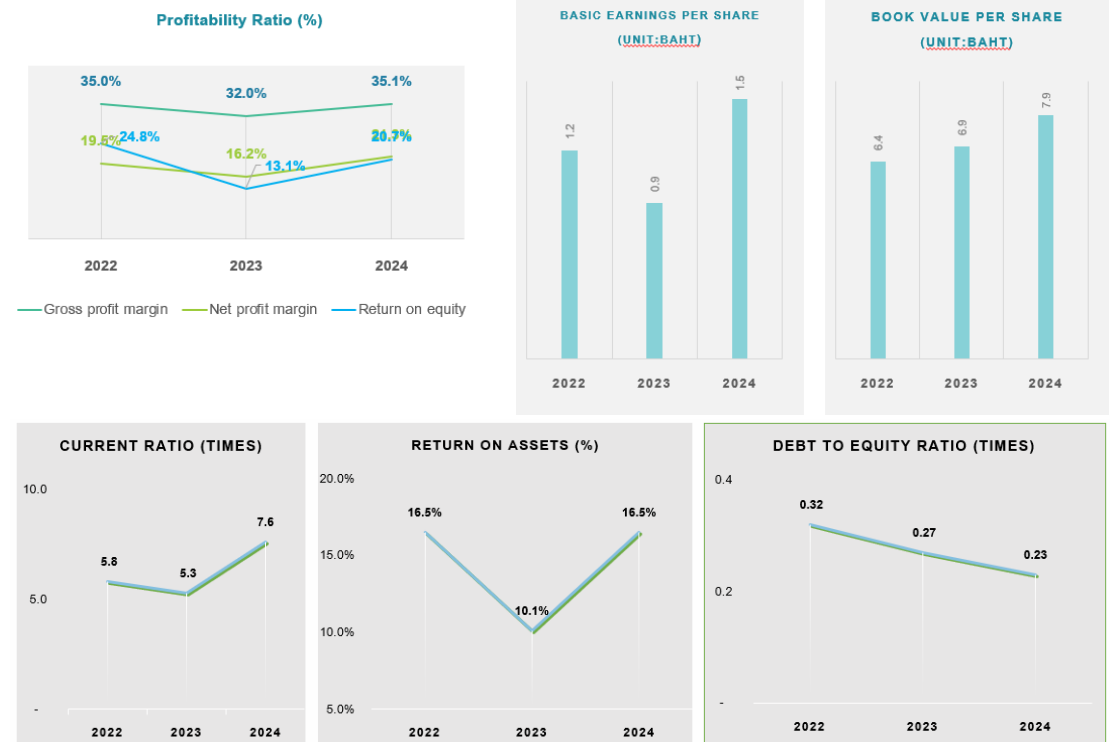 Profitability Ratio (%)
35.0%
32.0%
35.1%
19.5%
24.8%
16.2%
13.1%
20.7%
2022 2023 2024
Gross profit margin Net profit margin Return on equity
BASIC EARNINGS PER SHARE
(UNIT:BAHT)
1.2
0.9
1.5
2022 2023 2024
BOOK VALUE PER SHARE
(UNIT:BAHT)
6.4
6.9
7.9
2022 2023 2024
CURRENT RATIO (TIMES)
10.0
7.6
5.8
5.3
5.0
-
2022 2023 2024
RETURN ON ASSETS (%)
20.0%
16.5% 16.5%
15.0%
10.1%
10.0%
5.0%
2022 2023 2024
DEBT TO EQUITY RATIO (TIMES)
0.4
0.32
0.27
0.23
0.2
-
2022 2023 2024